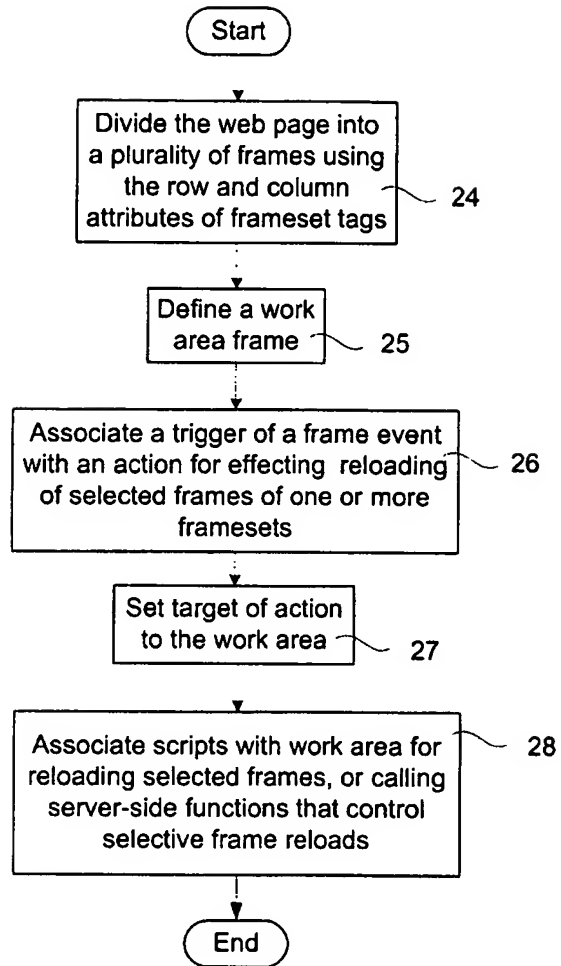 Start
Divide the web page into
a plurality of frames using
the row and column
attributes of frameset tags
24
Define a work
area frame
25
Associate a trigger of a frame event
with an action for effecting reloading
of selected frames of one or more
framesets
26
Set target of action
to the work area
27
Associate scripts with work area for
reloading selected frames, or calling
server-side functions that control
selective frame reloads
28
End